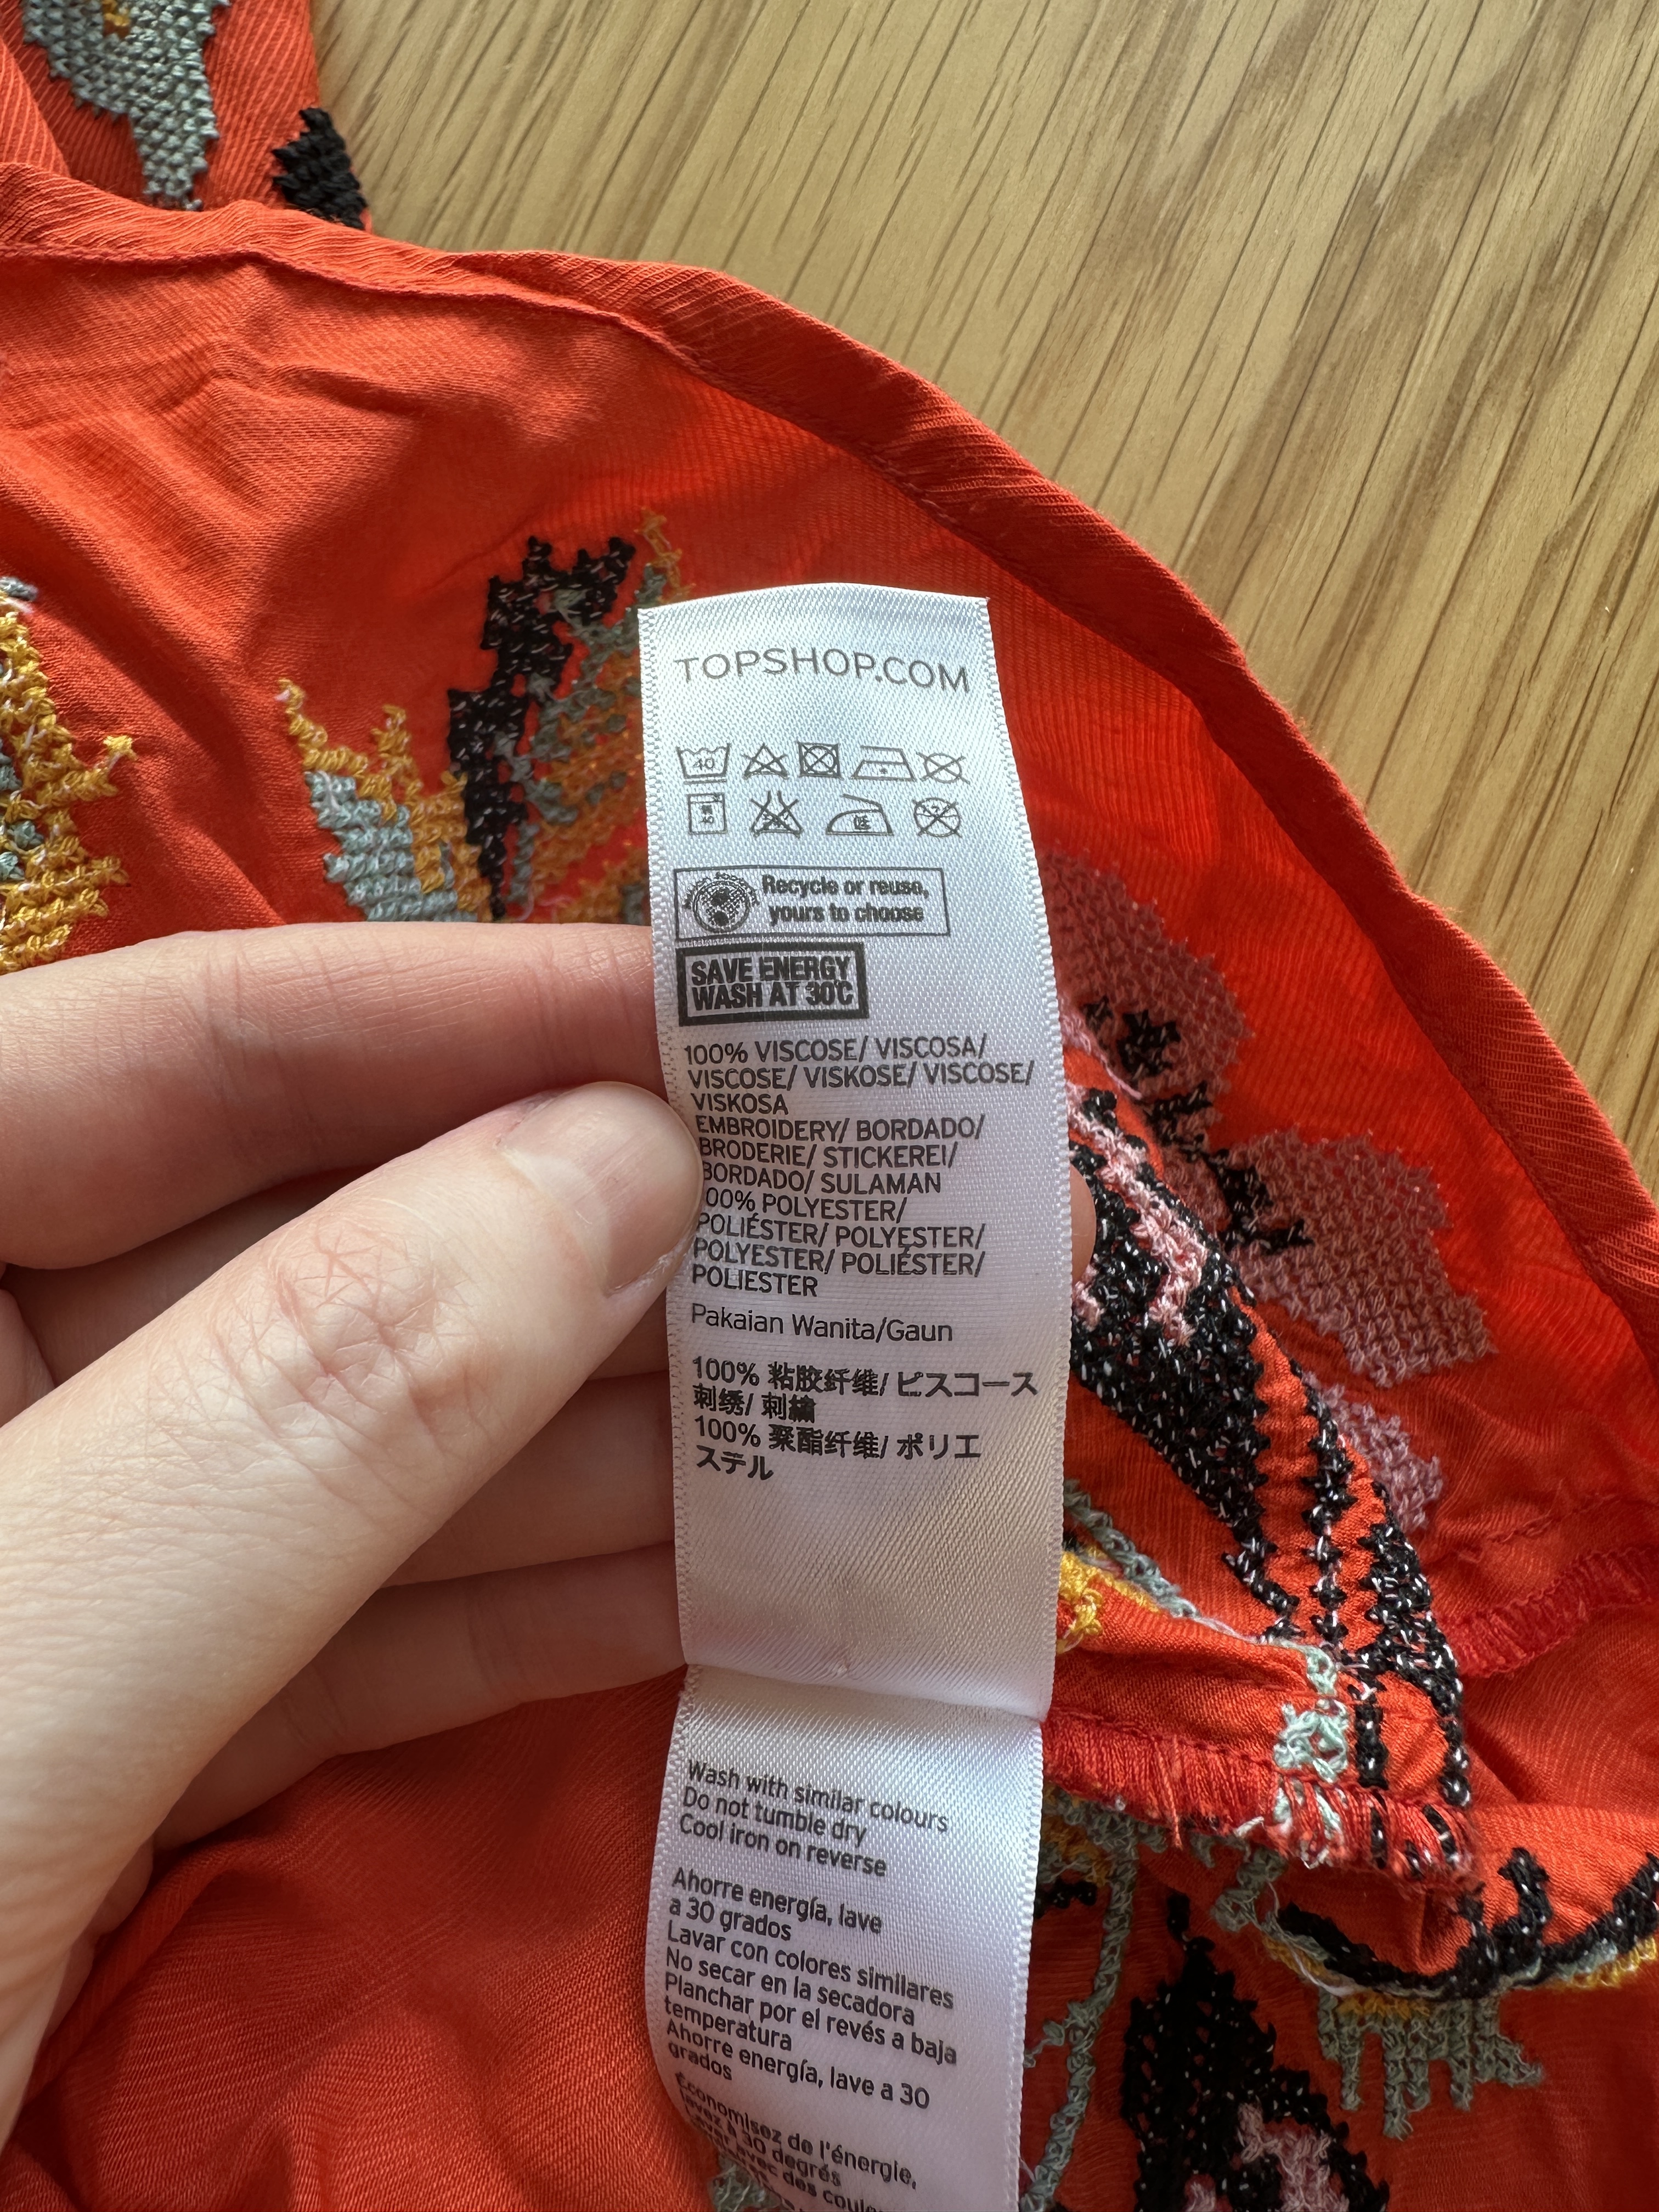 TOPSHOP.COM
40
40
Recycle or reuse,
yours to choose
SAVE ENERGY
WASH AT 30°C
100% VISCOSE/ VISCOSA/
VISCOSE/ VISKOSE/ VISCOSE/
VISKOSA
EMBROIDERY/ BORDADO/
BRODERIE/ STICKEREI/
BORDADO/ SULAMAN
00% POLYESTER/
POLIÉSTER/ POLYESTER/
POLYESTER/ POLIÉSTER/
POLIESTER
Pakaian Wanita/Gaun
100% 粘胶纤维/ ビスコース
刺绣/ 刺繍
100% 聚酯纤维/ ポリエ
ステル
Wash with similar colours
Do not tumble dry
Cool iron on reverse
Ahorre energía, lave
a 30 grados
Lavar con colores similares
No secar en la secadora
Planchar por el revés a baja
temperatura
Ahorre energía, lave a 30
grados
Économisez de l'énergie,
lavez à 30 degrés
avec des